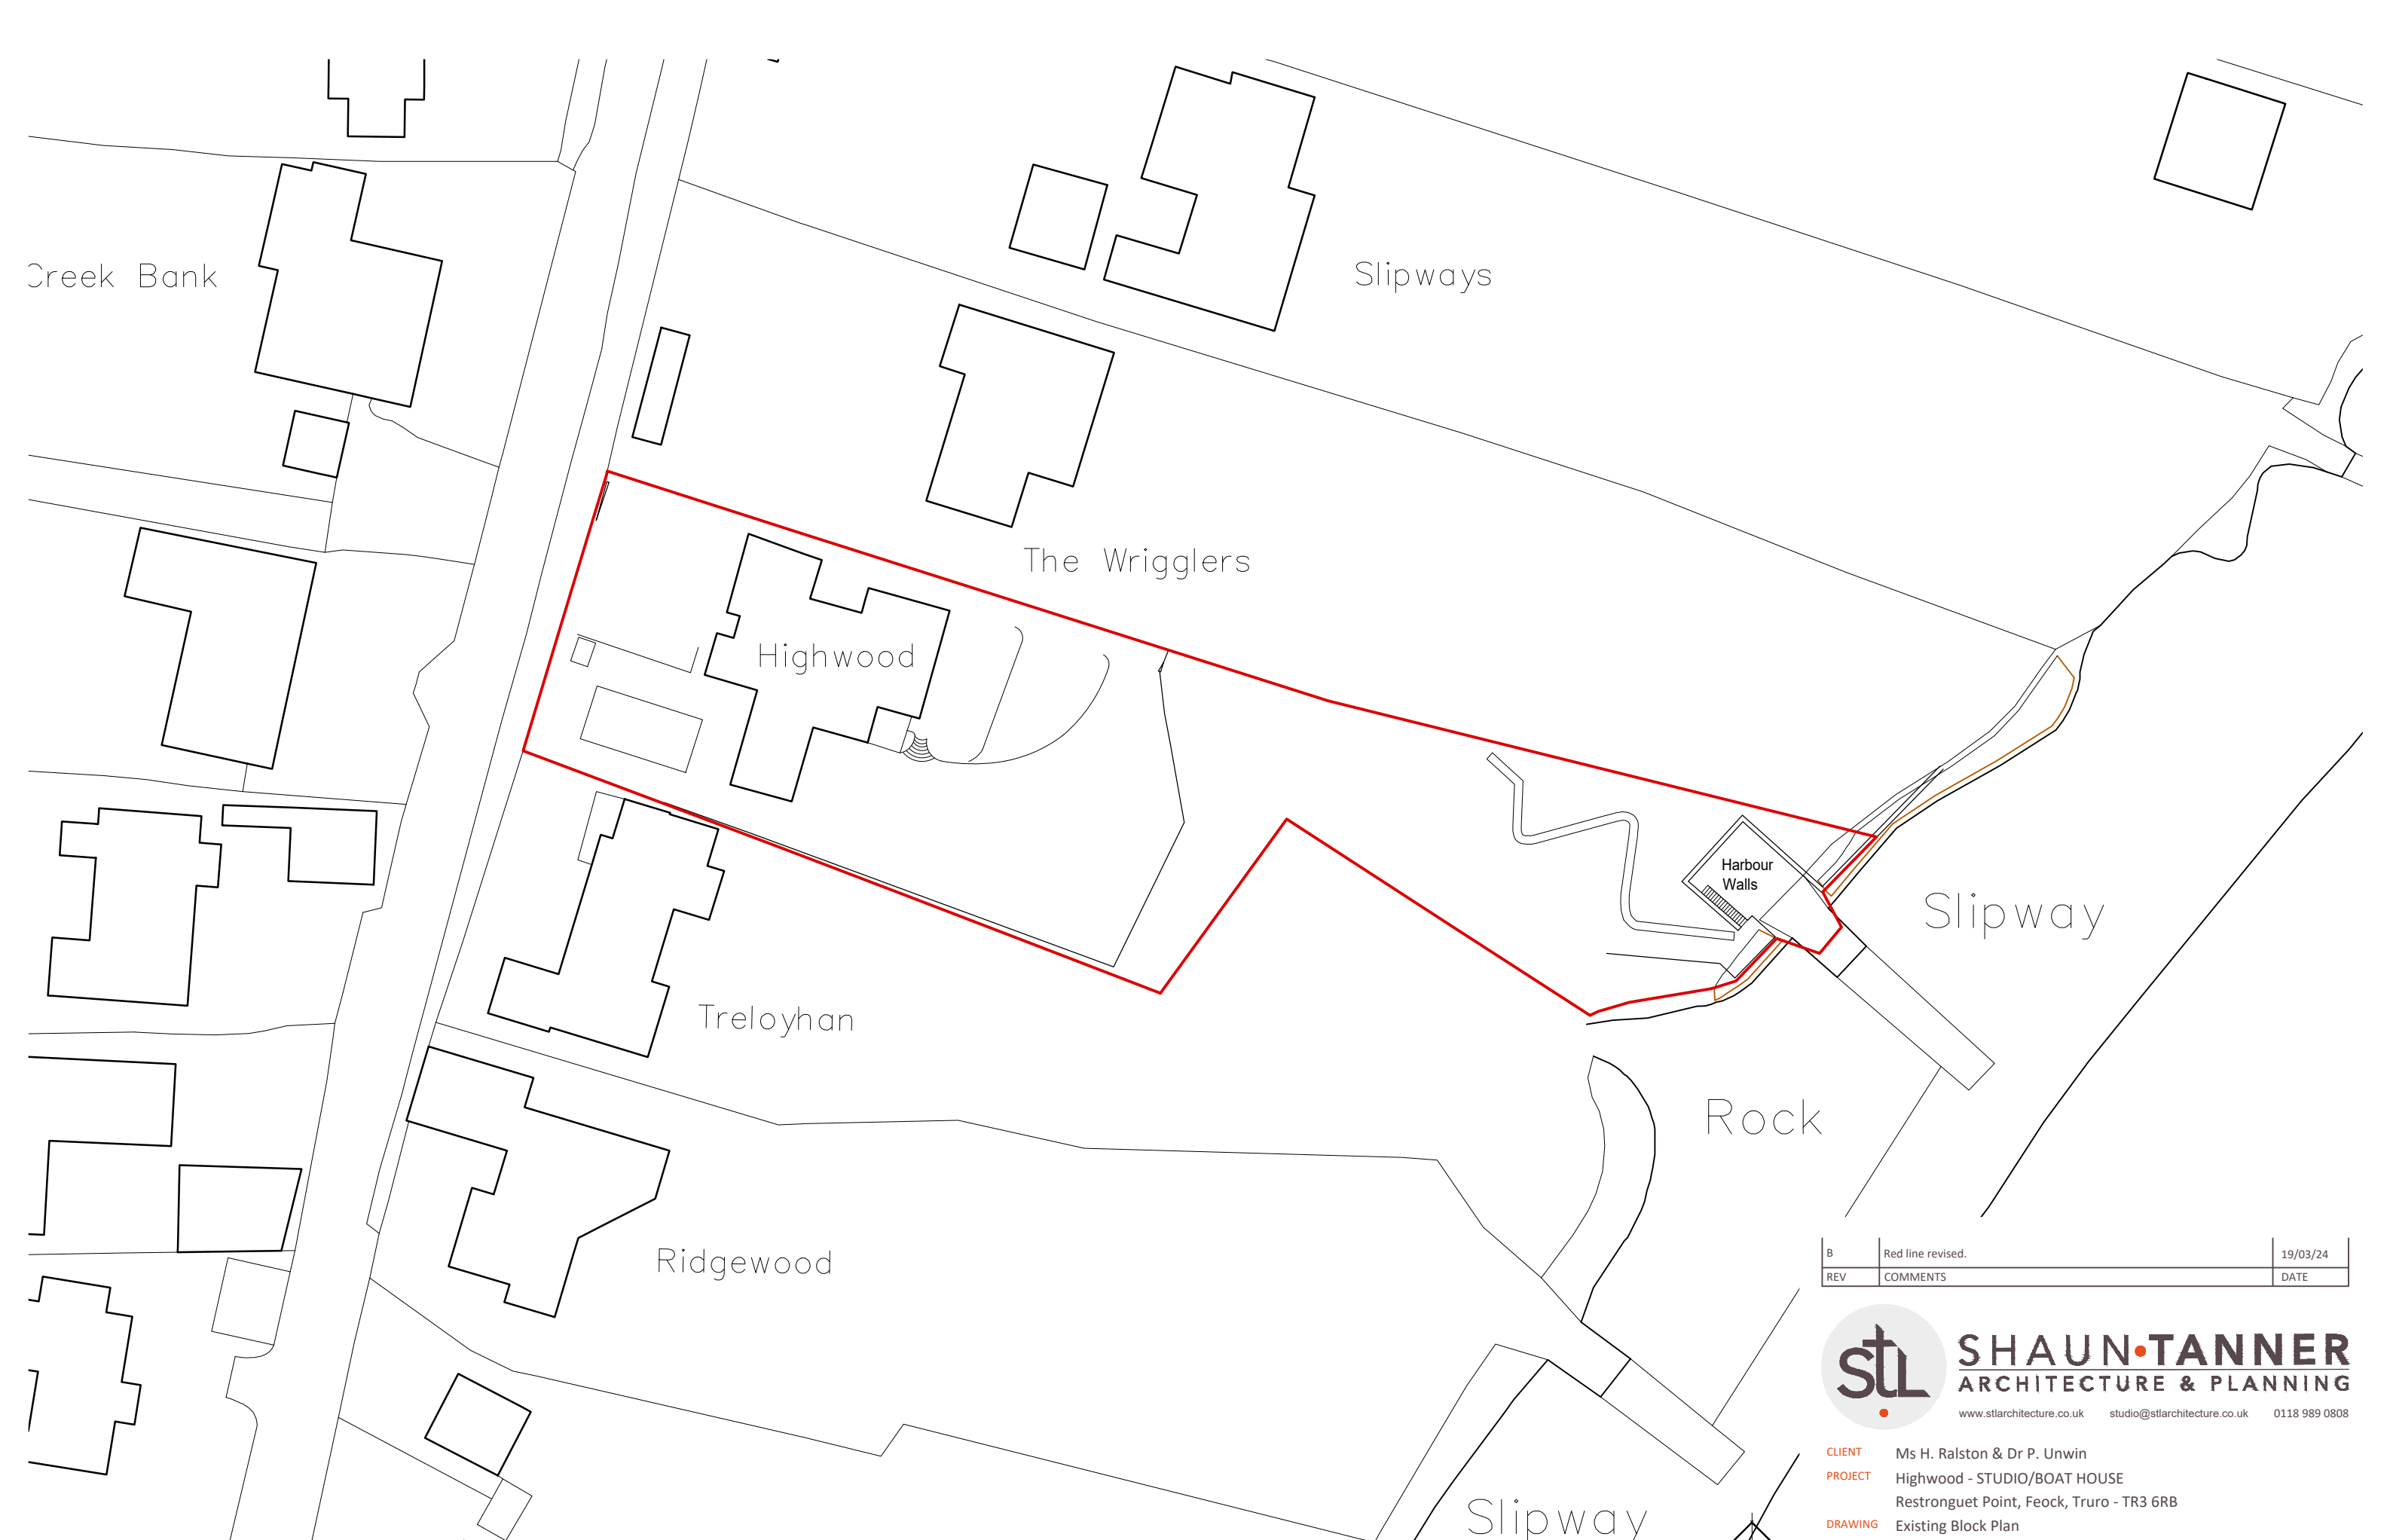 Creek Bank
Slipways
The Wrigglers
Highwood
Harbour
Walls
Slipway
Treloyhan
Rock
Ridgewood
Slipway
B Red line revised. 19/03/24
REV COMMENTS DATE
StL
SHAUN•TANNER
ARCHITECTURE & PLANNING
www.stlarchitecture.co.uk studio@stlarchitecture.co.uk 0118 989 0808
CLIENT Ms H. Ralston & Dr P. Unwin
PROJECT Highwood - STUDIO/BOAT HOUSE
Restronguet Point, Feock, Truro - TR3 6RB
DRAWING Existing Block Plan